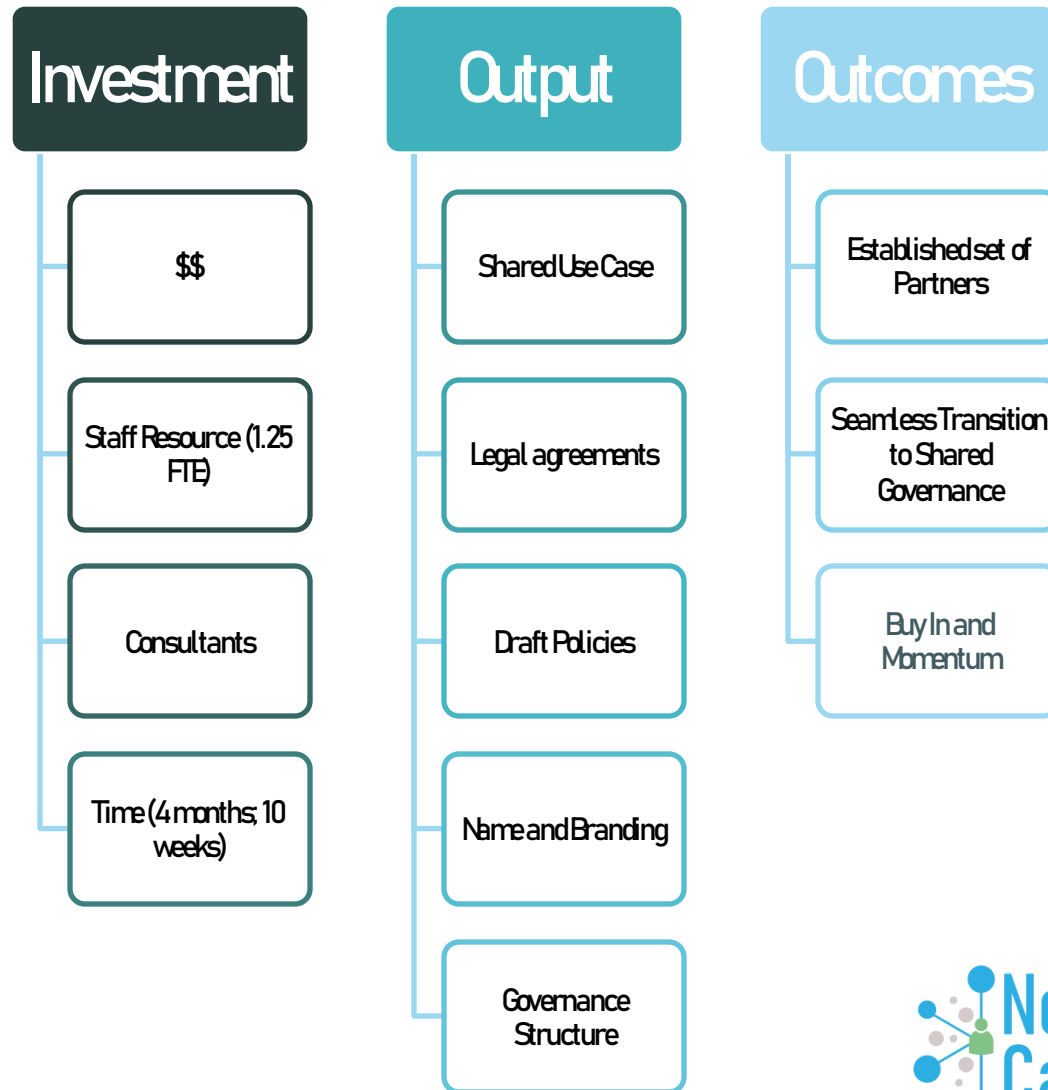 Investment
$$
Staff Resource (1.25
FTE)
Consultants
Time (4 months; 10
weeks)
Output
Shared Use Case
Legal agreements
Draft Policies
Name and Branding
Governance
Structure
Outcomes
Established set of
Partners
Seamless Transition
to Shared
Governance
Buy In and
Momentum